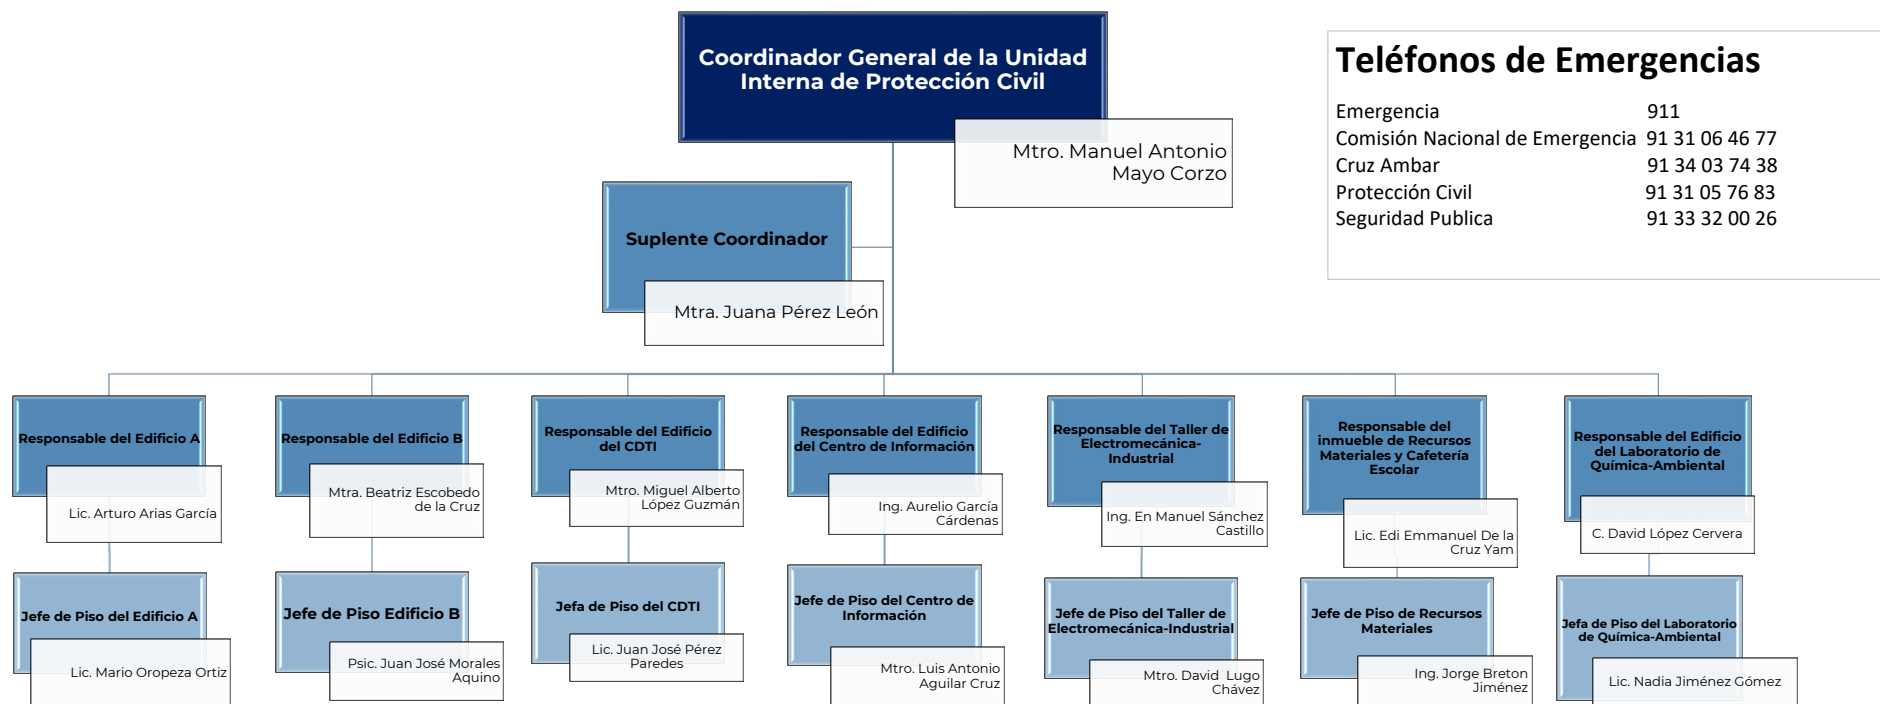 Coordinador General de la Unidad
Interna de Protección Civil
Mtro. Manuel Antonio
Mayo Corzo
Teléfonos de Emergencias
Emergencia 911
Comisión Nacional de Emergencia 91 31 06 46 77
Cruz Ambar 91 34 03 74 38
Protección Civil 91 31 05 76 83
Seguridad Publica 91 33 32 00 26
Suplente Coordinador
Mtra. Juana Pérez León
Responsable del Edificio A
Lic. Arturo Arias García
Responsable del Edificio B
Mtra. Beatriz Escobedo
de la Cruz
Responsable del Edificio
del CDTI
Mtro. Miguel Alberto
López Guzmán
Responsable del Edificio
del Centro de Información
Ing. Aurelio García
Cárdenas
Responsable del Taller de
Electromecánica-
Industrial
Ing. En Manuel Sánchez
Castillo
Responsable del
inmueble de Recursos
Materiales y Cafetería
Escolar
Lic. Edi Emmanuel De la
Cruz Yam
Responsable del Edificio
del Laboratorio de
Química-Ambiental
C. David López Cervera
Jefe de Piso del Edificio A
Lic. Mario Oropeza Ortiz
Jefe de Piso Edificio B
Psic. Juan José Morales
Aquino
Jefa de Piso del CDTI
Lic. Juan José Pérez
Paredes
Jefe de Piso del Centro de
Información
Mtro. Luis Antonio
Aguilar Cruz
Jefe de Piso del Taller de
Electromecánica-Industrial
Mtro. David Lugo
Chávez
Jefe de Piso de Recursos
Materiales
Ing. Jorge Breton
Jiménez
Jefa de Piso del Laboratorio
de Química-Ambiental
Lic. Nadia Jiménez Gómez